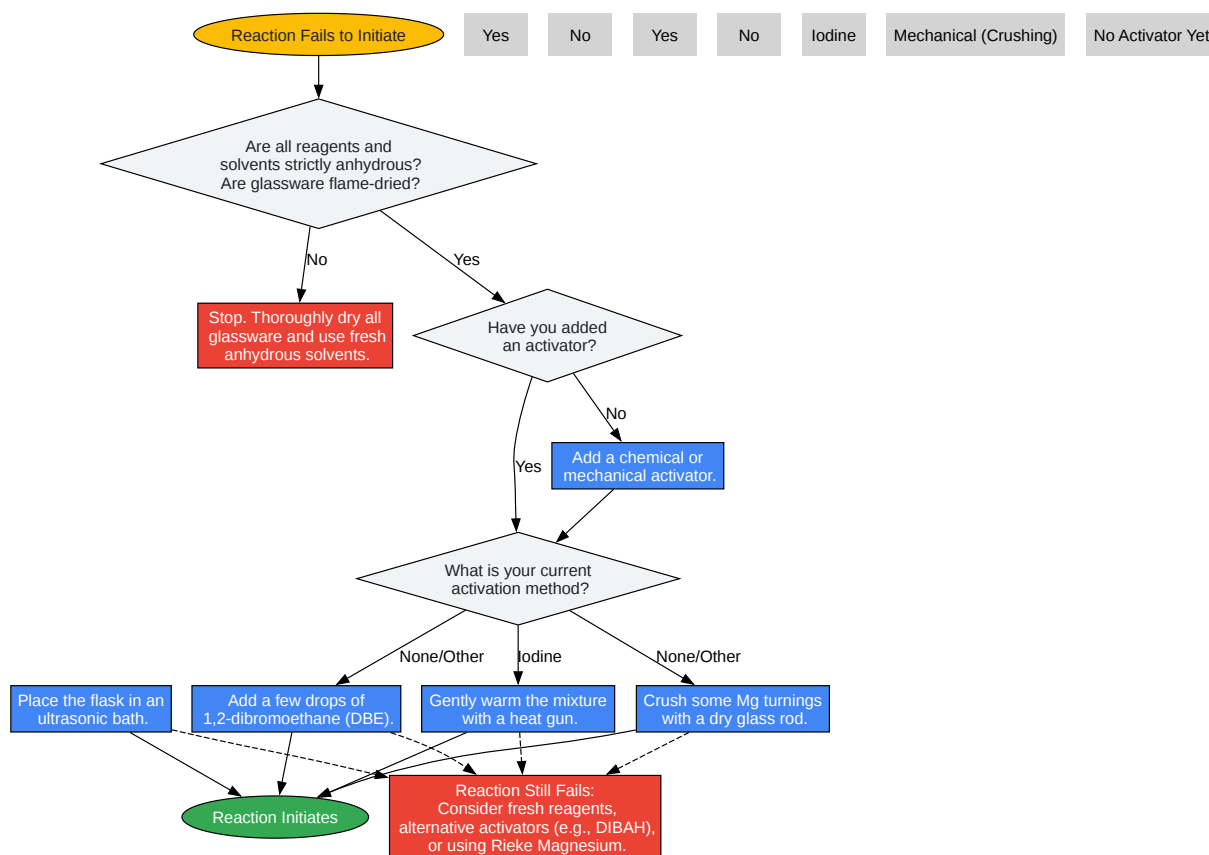 Reaction Fails to Initiate
Yes
No
Yes
No
Iodine
Mechanical (Crushing)
No Activator Yet
Are all reagents and
solvents strictly anhydrous?
Are glassware flame-dried?
No
Yes
Stop. Thoroughly dry all
glassware and use fresh
anhydrous solvents.
Have you added
an activator?
No
Yes
Add a chemical or
mechanical activator.
What is your current
activation method?
None/Other
Iodine
None/Other
Place the flask in an
ultrasonic bath.
Add a few drops of
1,2-dibromoethane (DBE).
Gently warm the mixture
with a heat gun.
Crush some Mg turnings
with a dry glass rod.
Reaction Initiates
Reaction Still Fails:
Consider fresh reagents,
alternative activators (e.g., DIBAH),
or using Rieke Magnesium.